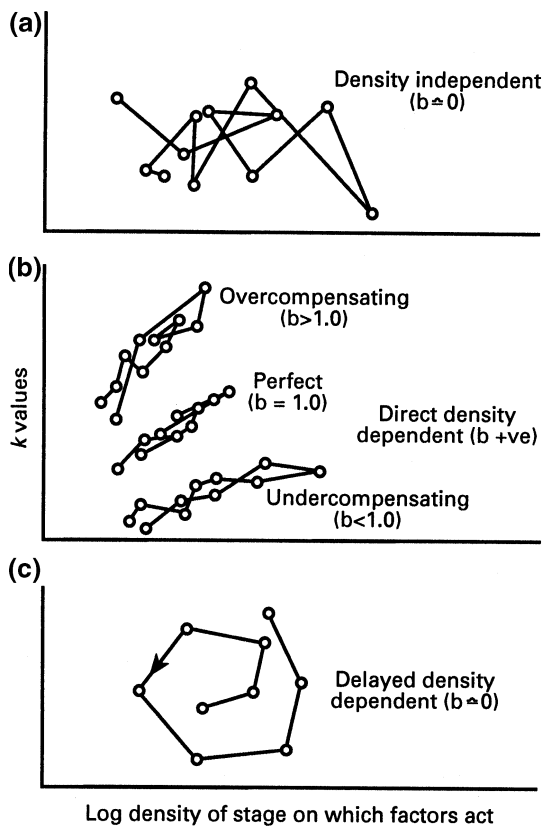 (a)
Density independent
(b≏0)
(b)
Overcompensating
(b>1.0)
Perfect
(b = 1.0)
Direct density
dependent (b +ve)
Undercompensating
(b<1.0)
k values
(c)
Delayed density
dependent (b≏0)
Log density of stage on which factors act